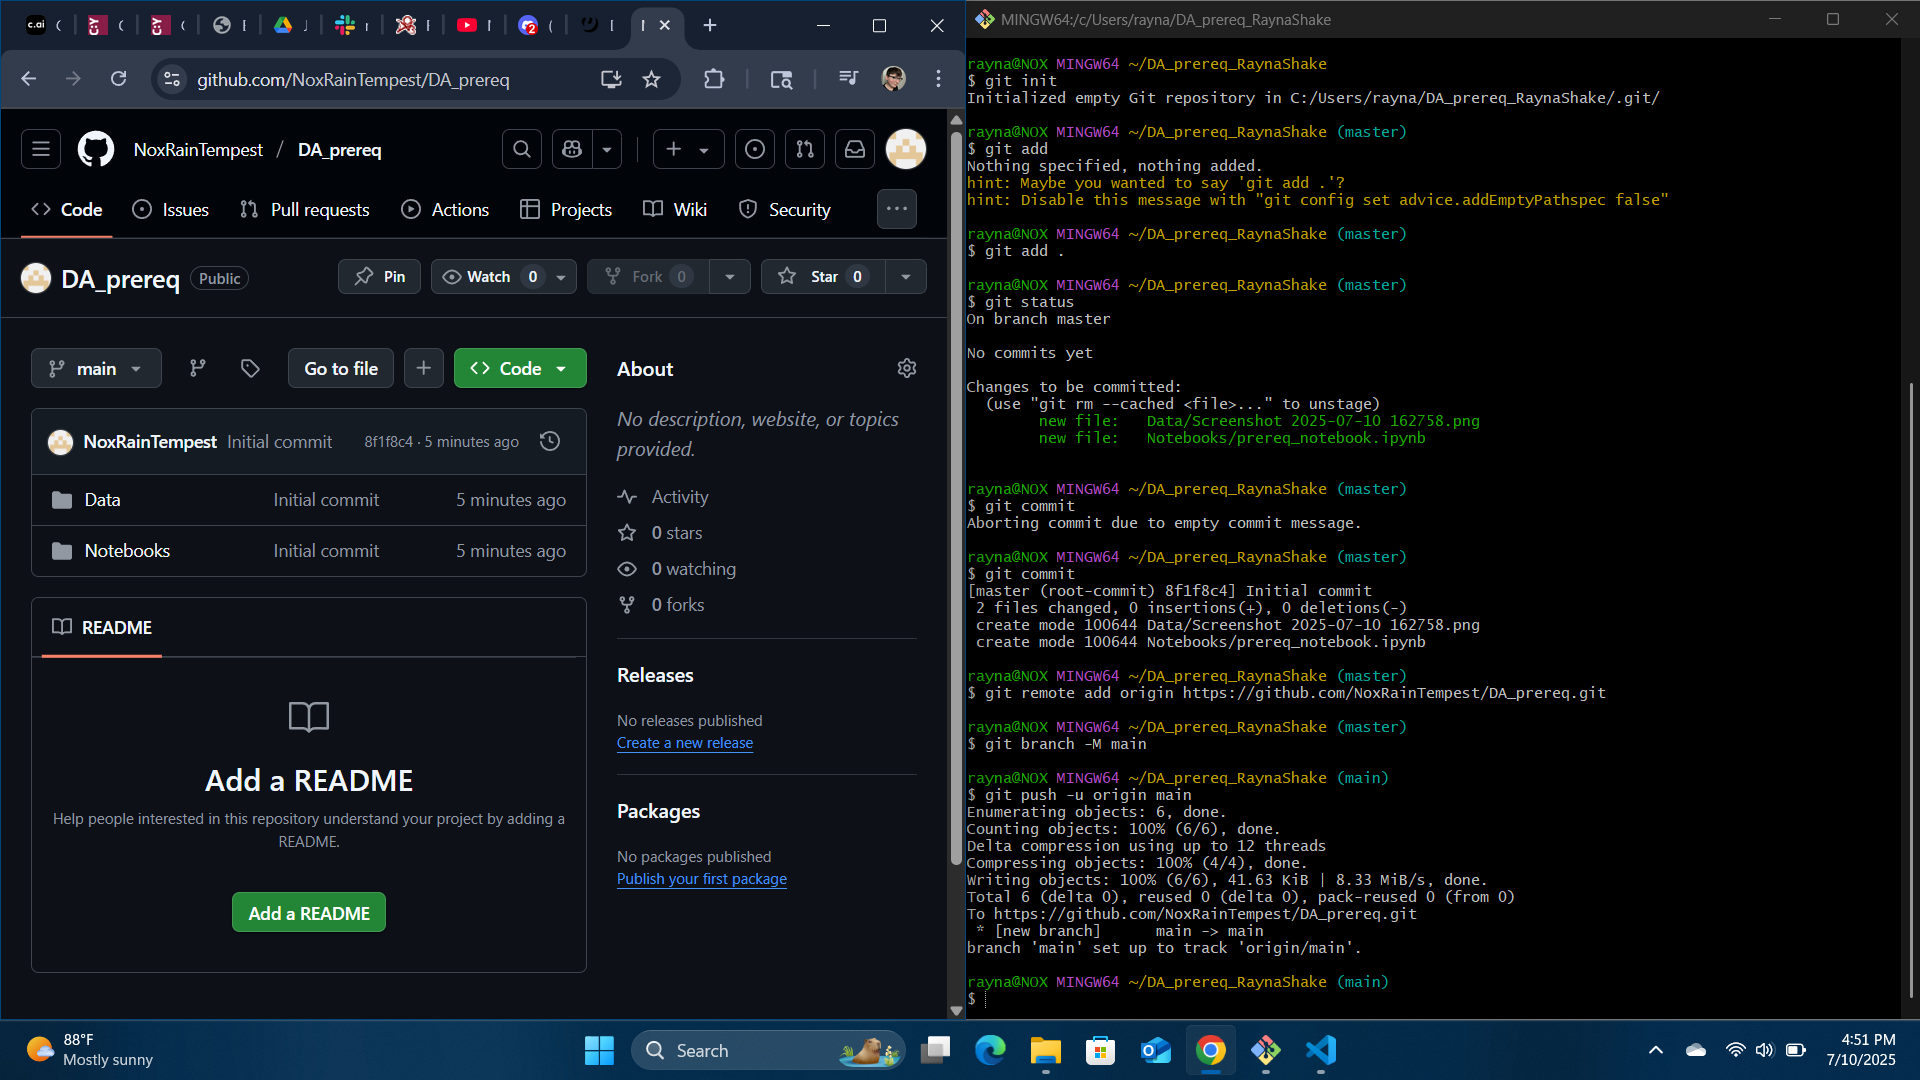 c.ai
github.com/NoxRainTempest/DA_prereq
NoxRainTempest / DA_prereq
Code
Issues
Pull requests
Actions
Projects
Wiki
Security
DA_prereq
Public
Pin
Watch 0
Fork 0
Star 0
main
Go to file
Code
NoxRainTempest Initial commit 8f1f8c4 · 5 minutes ago
Data Initial commit 5 minutes ago
Notebooks Initial commit 5 minutes ago
README
Add a README
Help people interested in this repository understand your project by adding a
README.
Add a README
About
No description, website, or topics
provided.
Activity
0 stars
0 watching
0 forks
Releases
No releases published
Create a new release
Packages
No packages published
Publish your first package
MINGW64:/c/Users/rayna/DA_prereq_RaynaShake
rayna@NOX MINGW64 ~/DA_prereq_RaynaShake
$ git init
Initialized empty Git repository in C:/Users/rayna/DA_prereq_RaynaShake/.git/
rayna@NOX MINGW64 ~/DA_prereq_RaynaShake (master)
$ git add
Nothing specified, nothing added.
hint: Maybe you wanted to say 'git add .'?
hint: Disable this message with "git config set advice.addEmptyPathspec false"
rayna@NOX MINGW64 ~/DA_prereq_RaynaShake (master)
$ git add .
rayna@NOX MINGW64 ~/DA_prereq_RaynaShake (master)
$ git status
On branch master
No commits yet
Changes to be committed:
(use "git rm --cached <file>..." to unstage)
new file: Data/Screenshot 2025-07-10 162758.png
new file: Notebooks/prereq_notebook.ipynb
rayna@NOX MINGW64 ~/DA_prereq_RaynaShake (master)
$ git commit
Aborting commit due to empty commit message.
rayna@NOX MINGW64 ~/DA_prereq_RaynaShake (master)
$ git commit
[master (root-commit) 8f1f8c4] Initial commit
2 files changed, 0 insertions(+), 0 deletions(-)
create mode 100644 Data/Screenshot 2025-07-10 162758.png
create mode 100644 Notebooks/prereq_notebook.ipynb
rayna@NOX MINGW64 ~/DA_prereq_RaynaShake (master)
$ git remote add origin https://github.com/NoxRainTempest/DA_prereq.git
rayna@NOX MINGW64 ~/DA_prereq_RaynaShake (master)
$ git branch -M main
rayna@NOX MINGW64 ~/DA_prereq_RaynaShake (main)
$ git push -u origin main
Enumerating objects: 6, done.
Counting objects: 100% (6/6), done.
Delta compression using up to 12 threads
Compressing objects: 100% (4/4), done.
Writing objects: 100% (6/6), 41.63 KiB | 8.33 MiB/s, done.
Total 6 (delta 0), reused 0 (delta 0), pack-reused 0 (from 0)
To https://github.com/NoxRainTempest/DA_prereq.git
* [new branch] main -> main
branch 'main' set up to track 'origin/main'.
rayna@NOX MINGW64 ~/DA_prereq_RaynaShake (main)
$
88°F
Mostly sunny
Search
4:51 PM
7/10/2025